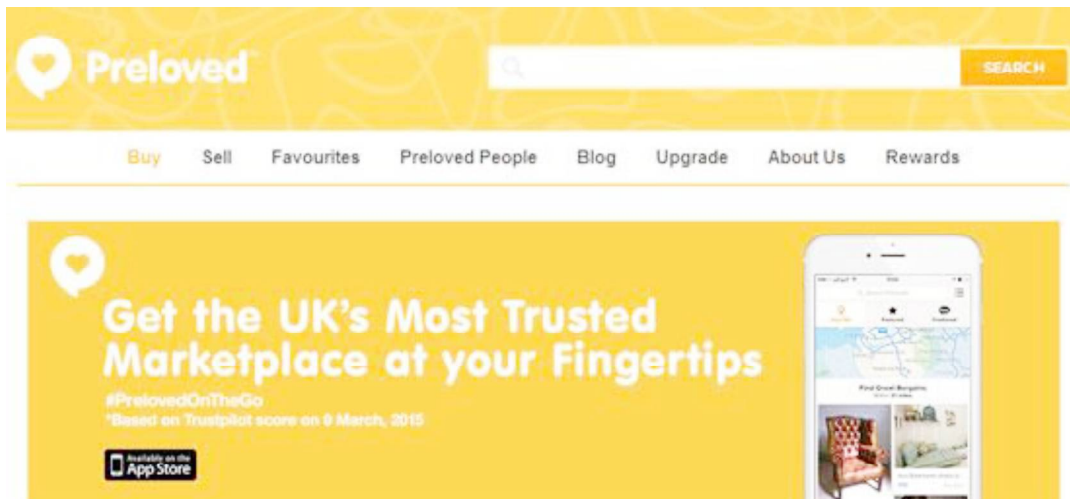 Preloved
SEARCH
Buy Sell Favourites Preloved People Blog Upgrade About Us Rewards
Get the UK's Most Trusted
Marketplace at your Fingertips
#PrelovedOnTheGo
*Based on Trustpilot score on 9 March, 2015
Available on the
App Store
Find Great Bargains